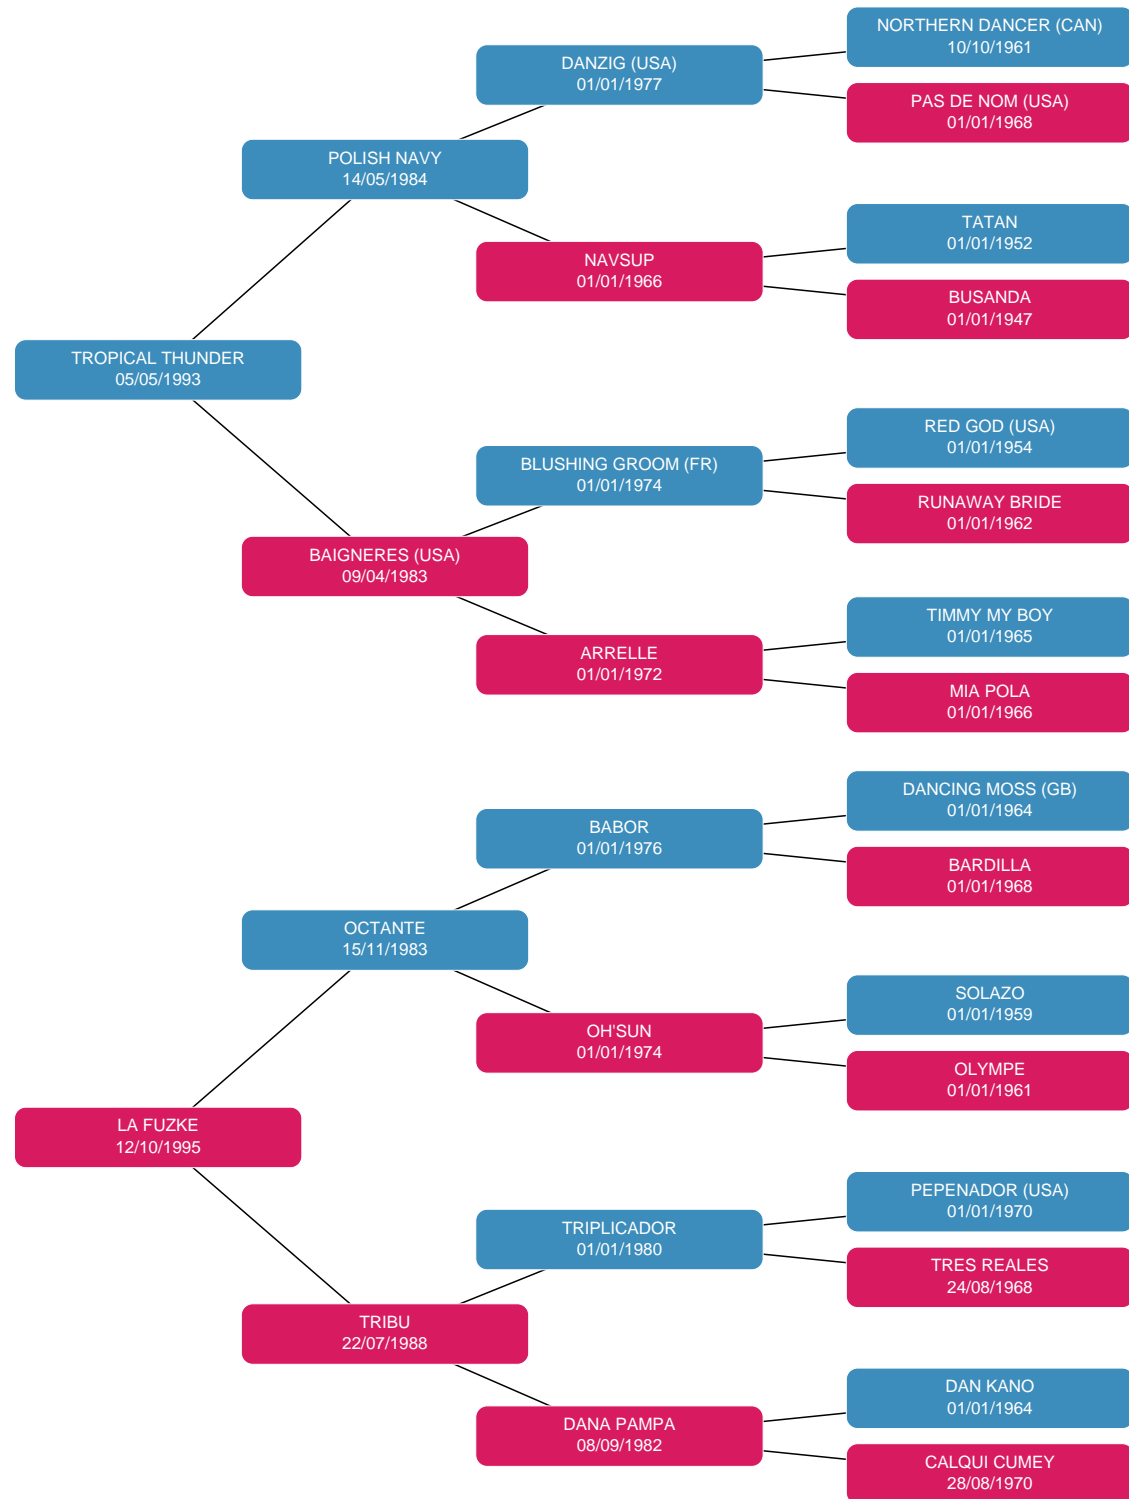 NORTHERN DANCER (CAN)
10/10/1961
DANZIG (USA)
01/01/1977
PAS DE NOM (USA)
01/01/1968
POLISH NAVY
14/05/1984
TATAN
01/01/1952
NAVSUP
01/01/1966
BUSANDA
01/01/1947
TROPICAL THUNDER
05/05/1993
RED GOD (USA)
01/01/1954
BLUSHING GROOM (FR)
01/01/1974
RUNAWAY BRIDE
01/01/1962
BAIGNERES (USA)
09/04/1983
TIMMY MY BOY
01/01/1965
ARRELLE
01/01/1972
MIA POLA
01/01/1966
DANCING MOSS (GB)
01/01/1964
BABOR
01/01/1976
BARDILLA
01/01/1968
OCTANTE
15/11/1983
SOLAZO
01/01/1959
OH'SUN
01/01/1974
OLYMPE
01/01/1961
LA FUZKE
12/10/1995
PEPENADOR (USA)
01/01/1970
TRIPLICADOR
01/01/1980
TRES REALES
24/08/1968
TRIBU
22/07/1988
DAN KANO
01/01/1964
DANA PAMPA
08/09/1982
CALQUI CUMEY
28/08/1970